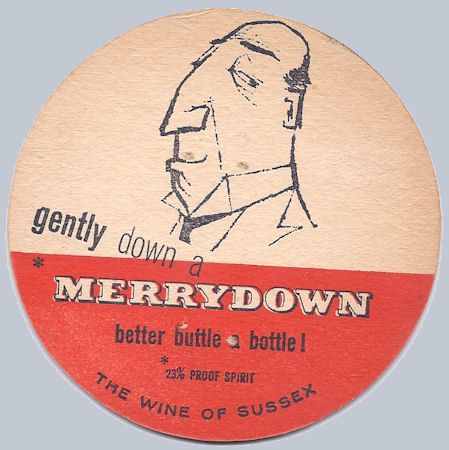 gently down a
* MERRYDOWN
better buttle a bottle!
* 23% PROOF SPIRIT
THE WINE OF SUSSEX